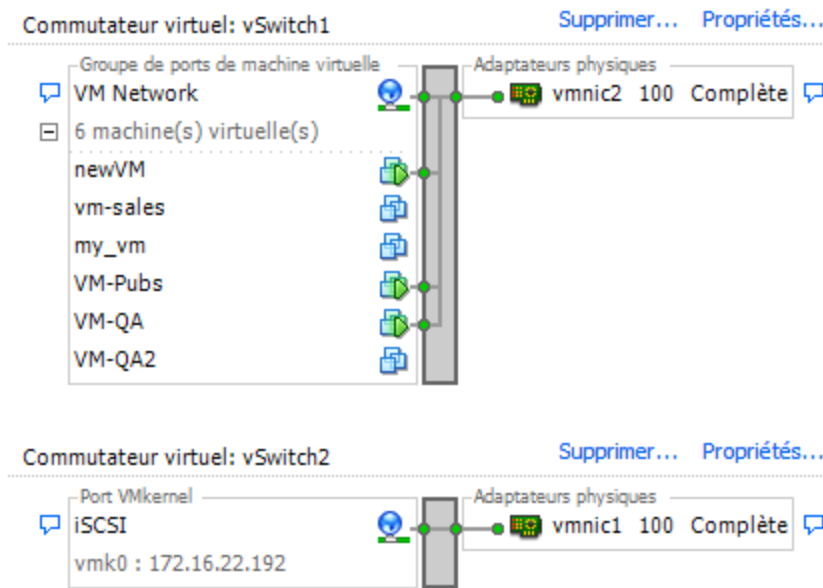 Commutateur virtuel: vSwitch1
Supprimer... Propriétés...
Groupe de ports de machine virtuelle
Adaptateurs physiques
VM Network
vmnic2 100 Complète
6 machine(s) virtuelle(s)
newVM
vm-sales
my_vm
VM-Pubs
VM-QA
VM-QA2
Commutateur virtuel: vSwitch2
Supprimer... Propriétés...
Port VMkernel
Adaptateurs physiques
iSCSI
vmnic1 100 Complète
vmk0 : 172.16.22.192